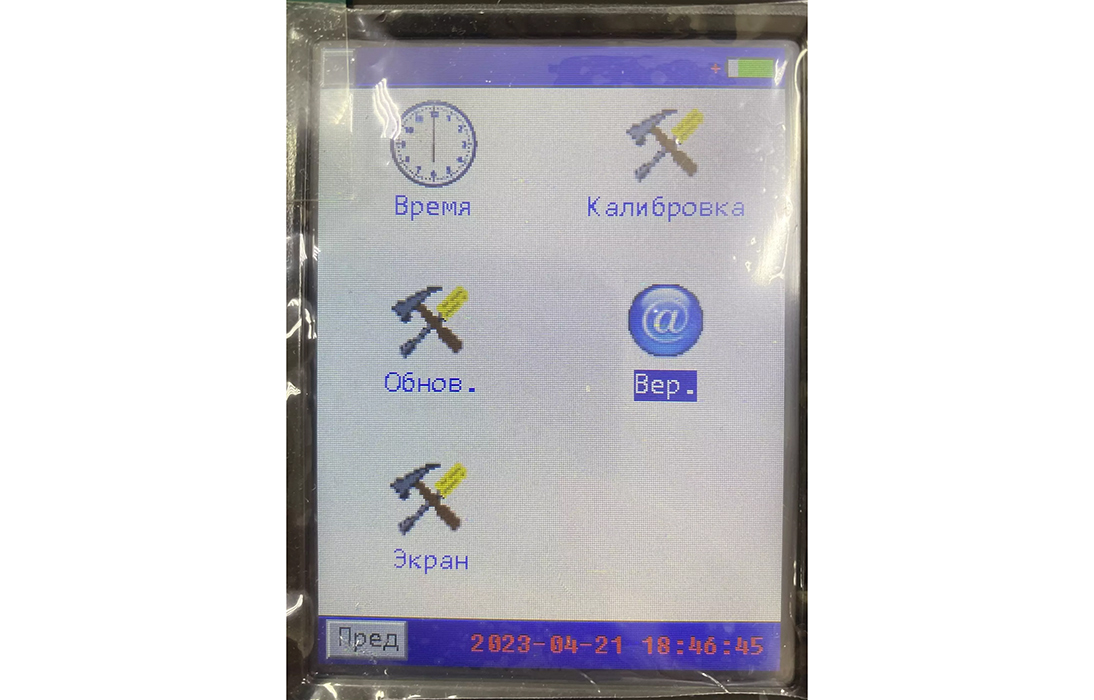 Время
Калибровка
Обнов.
@
Вер.
Экран
Пред
2023-04-21 18:46:45